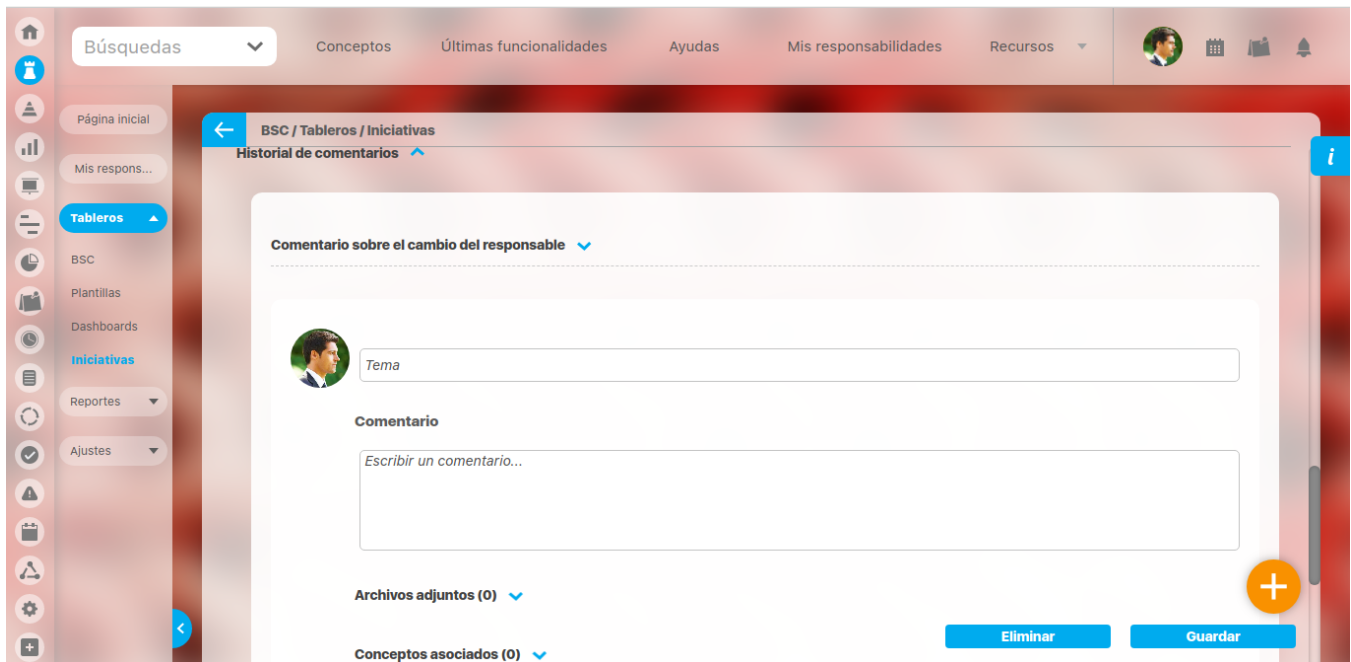 Búsquedas
Conceptos
Últimas funcionalidades
Ayudas
Mis responsabilidades
Recursos
Página inicial
Mis respons...
Tableros
BSC
Plantillas
Dashboards
Iniciativas
Reportes
Ajustes
BSC / Tableros / Iniciativas
Historial de comentarios
i
Comentario sobre el cambio del responsable
Tema
Comentario
Escribir un comentario...
Archivos adjuntos (0)
Eliminar
Guardar
Conceptos asociados (0)